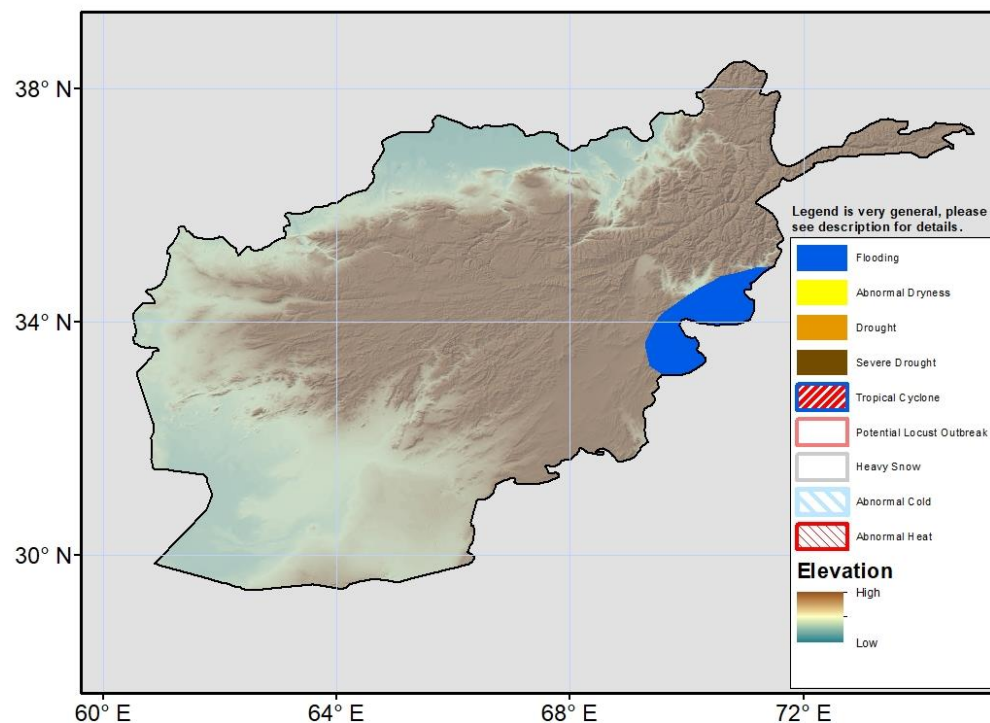 38° N
34° N
30° N
60° E
64° E
68° E
72° E
Legend is very general, please
see description for details.
Flooding
Abnormal Dryness
Drought
Severe Drought
Tropical Cyclone
Potential Locust Outbreak
Heavy Snow
Abnormal Cold
Abnormal Heat
Elevation
High
Low